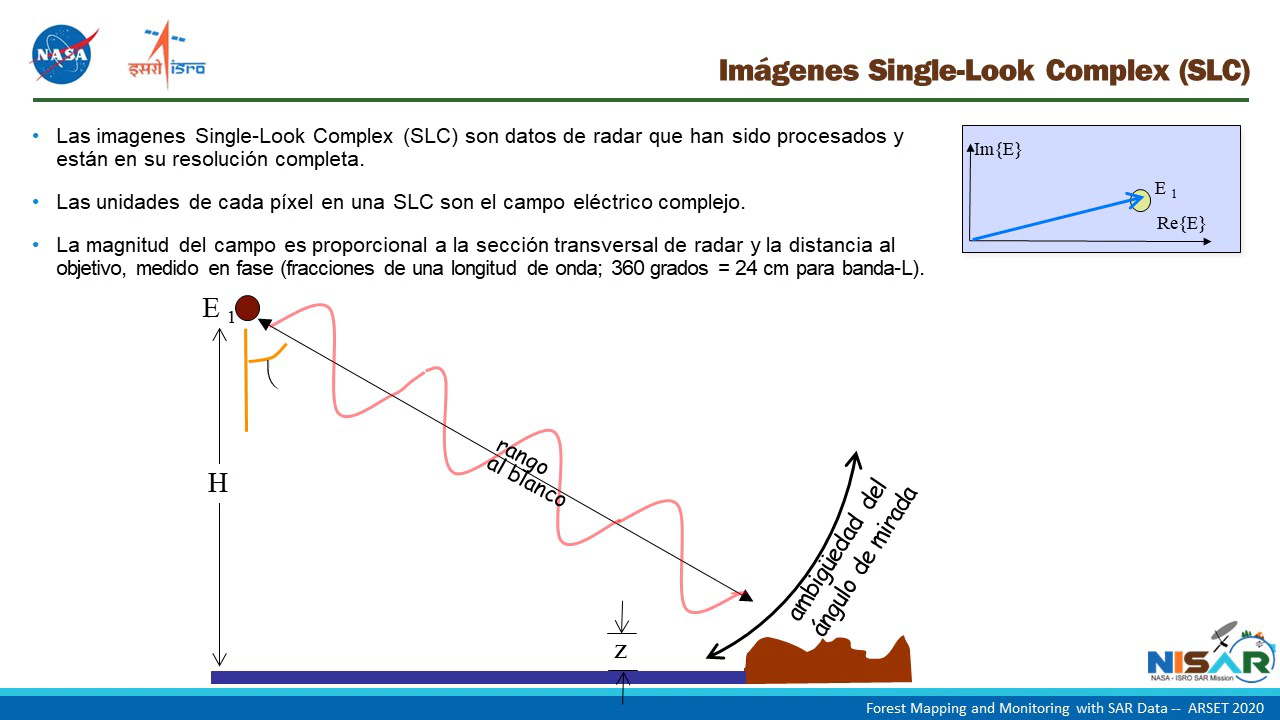 NASA
इसरो isro
Imágenes Single-Look Complex (SLC)
• Las imagenes Single-Look Complex (SLC) son datos de radar que han sido procesados y
están en su resolución completa.
• Las unidades de cada píxel en una SLC son el campo eléctrico complejo.
• La magnitud del campo es proporcional a la sección transversal de radar y la distancia al
objetivo, medido en fase (fracciones de una longitud de onda; 360 grados = 24 cm para banda-L).
Im{E}
E 1
Re{E}
E 1
H
rango
al blanco
ambigüedad del
ángulo de mirada
z
NISAR
NASA - ISRO SAR Mission
Forest Mapping and Monitoring with SAR Data -- ARSET 2020